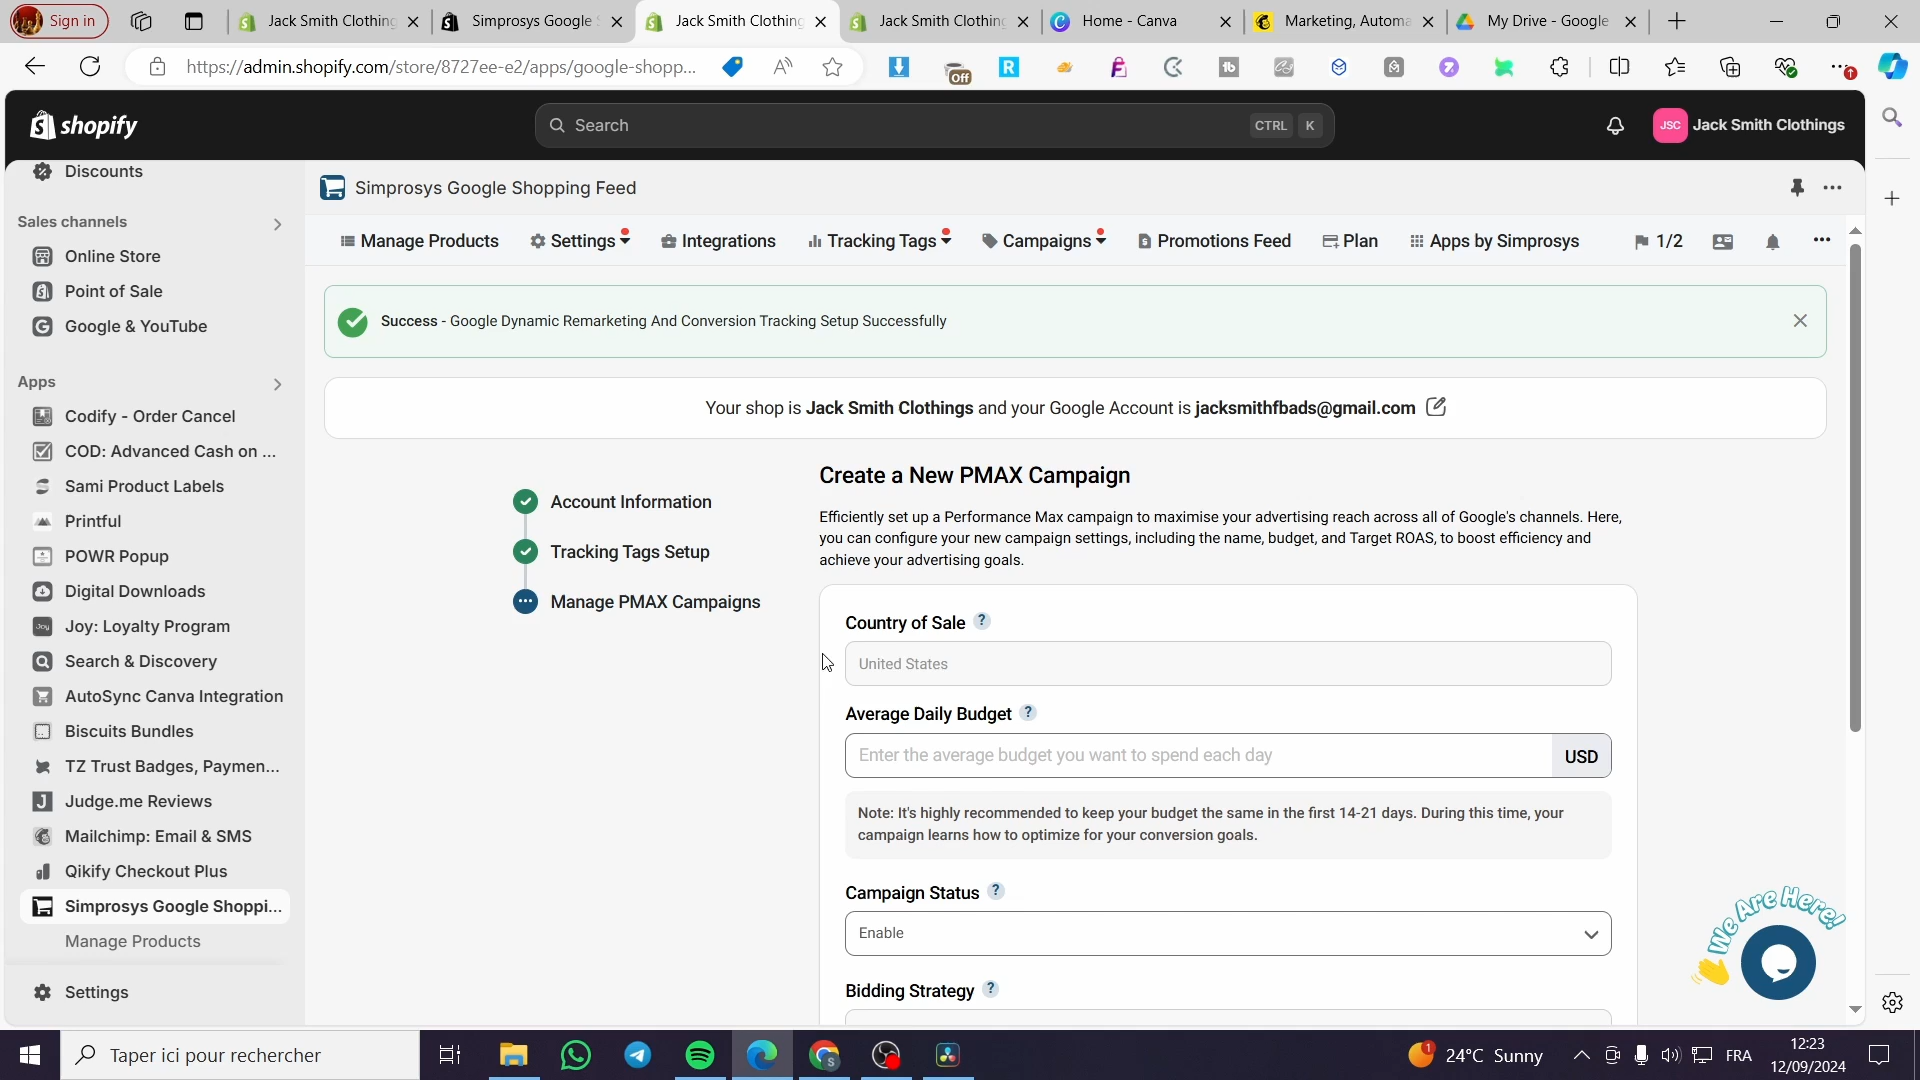 Sign in
Jack Smith Clothing
Simprosys Google S
Jack Smith Clothing
Jack Smith Clothing
Home - Canva
Marketing, Automa
My Drive - Google
https://admin.shopify.com/store/8727ee-e2/apps/google-shopp...
Off
shopify
Search
CTRL K
JSC
Jack Smith Clothings
Discounts
Sales channels
Online Store
Point of Sale
Google & YouTube
Apps
Codify - Order Cancel
COD: Advanced Cash on ...
Sami Product Labels
Printful
POWR Popup
Digital Downloads
Joy: Loyalty Program
Search & Discovery
AutoSync Canva Integration
Biscuits Bundles
TZ Trust Badges, Paymen...
Judge.me Reviews
Mailchimp: Email & SMS
Qikify Checkout Plus
Simprosys Google Shoppi...
Manage Products
Settings
Simprosys Google Shopping Feed
Manage Products
Settings
Integrations
Tracking Tags
Campaigns
Promotions Feed
Plan
Apps by Simprosys
1/2
Success - Google Dynamic Remarketing And Conversion Tracking Setup Successfully
Your shop is Jack Smith Clothings and your Google Account is jacksmithfbads@gmail.com
Account Information
Tracking Tags Setup
Manage PMAX Campaigns
Create a New PMAX Campaign
Efficiently set up a Performance Max campaign to maximise your advertising reach across all of Google's channels. Here,
you can configure your new campaign settings, including the name, budget, and Target ROAS, to boost efficiency and
achieve your advertising goals.
Country of Sale ?
United States
Average Daily Budget ?
Enter the average budget you want to spend each day
USD
Note: It's highly recommended to keep your budget the same in the first 14-21 days. During this time, your
campaign learns how to optimize for your conversion goals.
Campaign Status ?
Enable
Bidding Strategy ?
We Are Here!
Taper ici pour rechercher
1
24°C Sunny
FRA
12:23
12/09/2024